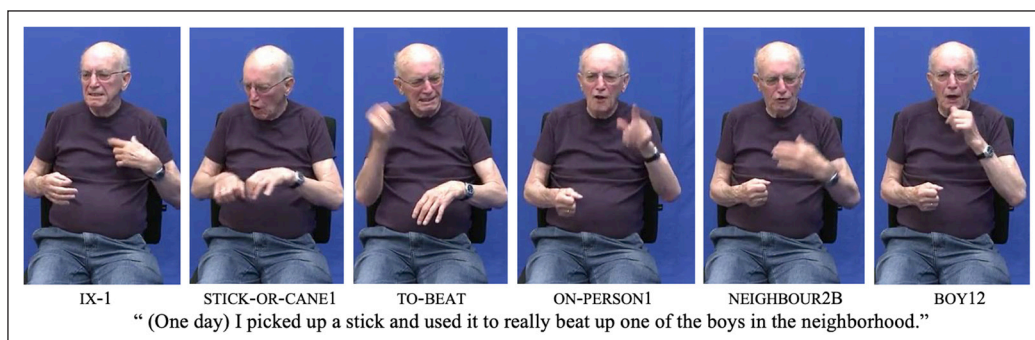 IX-1 STICK-OR-CANE1 TO-BEAT ON-PERSON1 NEIGHBOUR2B BOY12
“ (One day) I picked up a stick and used it to really beat up one of the boys in the neighborhood.”